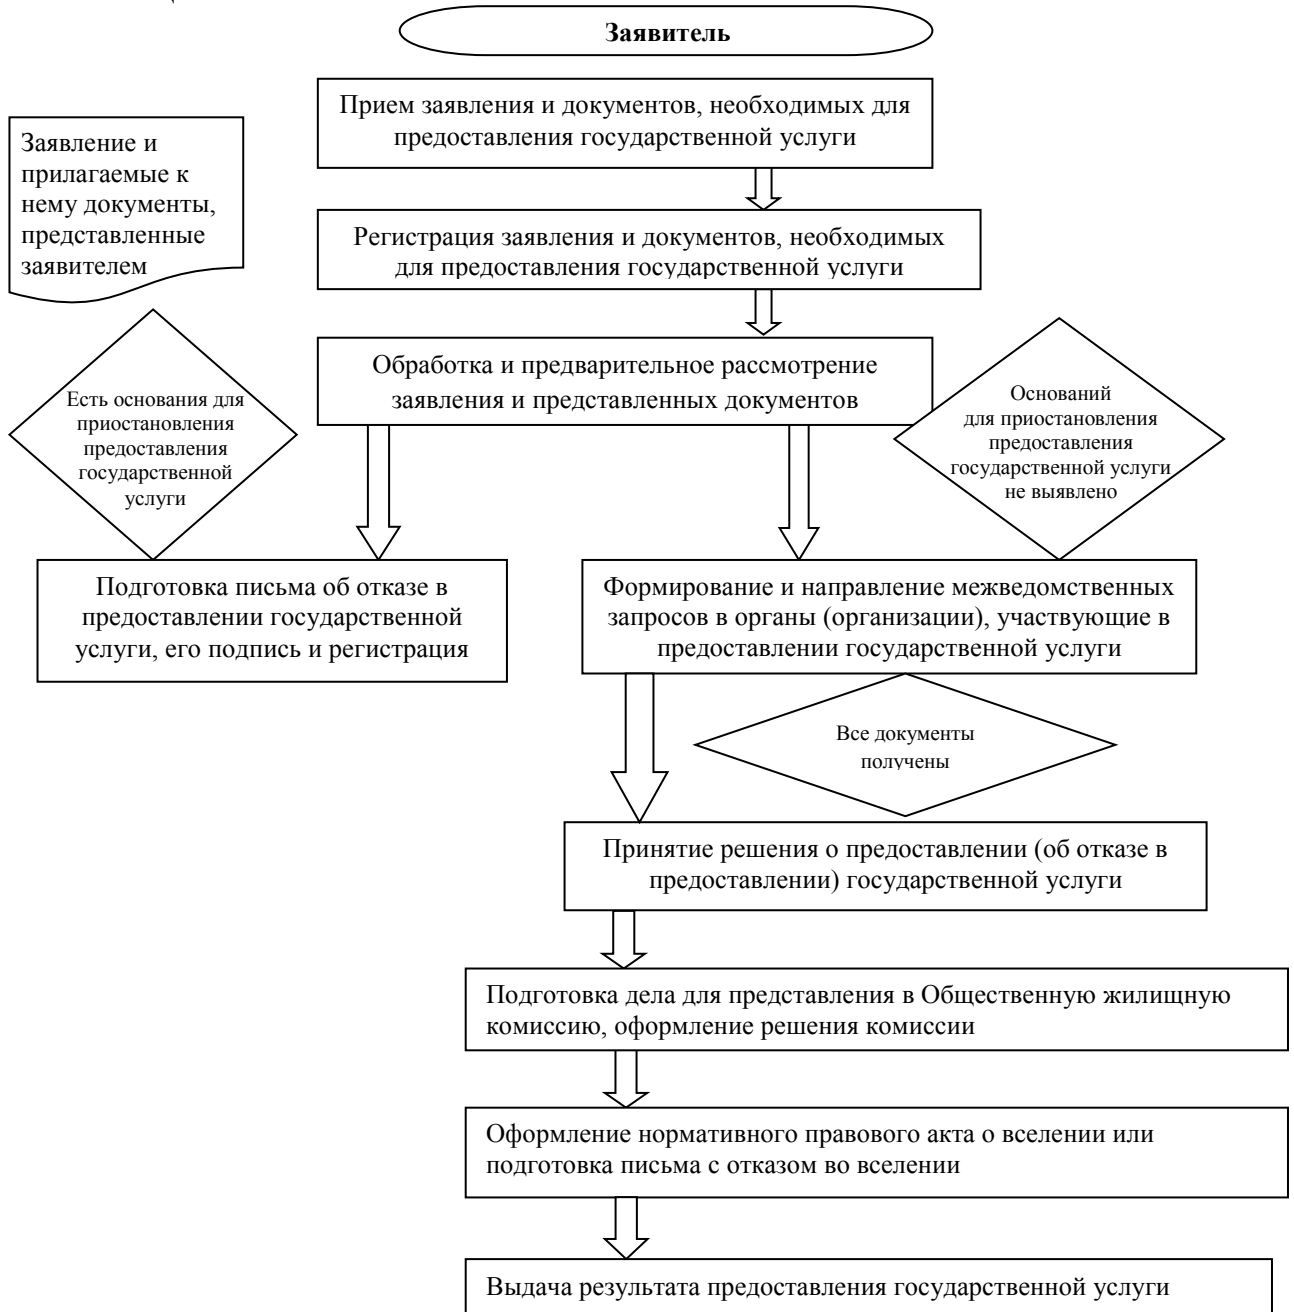 Заявитель
Прием заявления и документов, необходимых для
предоставления государственной услуги
Заявление и
прилагаемые к
нему документы,
представленные
заявителем
Регистрация заявления и документов, необходимых
для предоставления государственной услуги
Обработка и предварительное рассмотрение
заявления и представленных документов
Есть основания для
приостановления
предоставления
государственной
услуги
Оснований
для приостановления
предоставления
государственной услуги
не выявлено
Подготовка письма об отказе в
предоставлении государственной
услуги, его подпись и регистрация
Формирование и направление межведомственных
запросов в органы (организации), участвующие в
предоставлении государственной услуги
Все документы
получены
Принятие решения о предоставлении (об отказе в
предоставлении) государственной услуги
Подготовка дела для представления в Общественную жилищную
комиссию, оформление решения комиссии
Оформление нормативного правового акта о вселении или
подготовка письма с отказом во вселении
Выдача результата предоставления государственной услуги